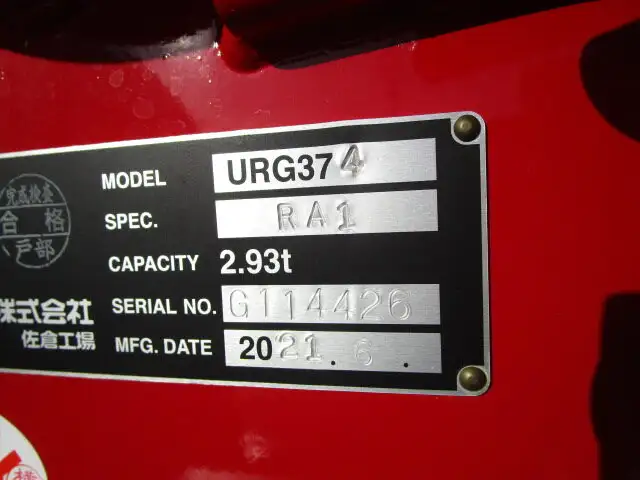 完成検査
合格
戸部
MODEL URG374
SPEC. RA1
CAPACITY 2.93t
SERIAL NO. G114426
株式会社
佐倉工場
MFG. DATE 2021.6.